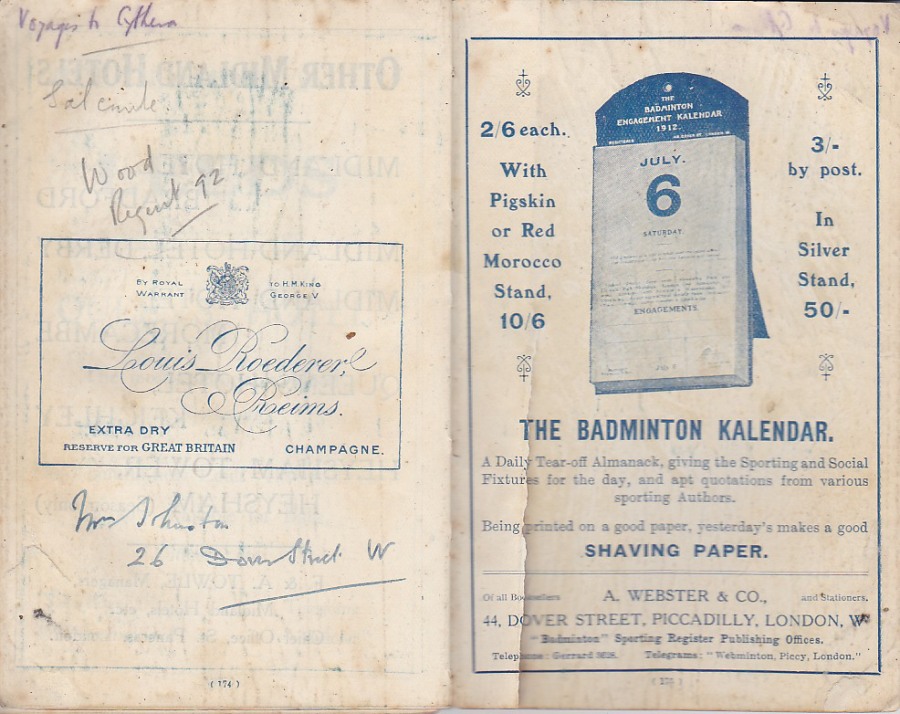 Voyages to Cythera
Wood
Regent 92
BY ROYAL WARRANT
TO H.M. KING GEORGE V
Louis Roederer,
Reims.
EXTRA DRY
RESERVE FOR GREAT BRITAIN
CHAMPAGNE.
Mrs Johnston
26 Dover Street W
( 174 )
2/6 each.
With
Pigskin
or Red
Morocco
Stand,
10/6
THE
BADMINTON
ENGAGEMENT KALENDAR
1912.
JULY.
6
SATURDAY.
ENGAGEMENTS
3/-
by post.
In
Silver
Stand,
50/-
THE BADMINTON KALENDAR.
A Daily Tear-off Almanack, giving the Sporting and Social
Fixtures for the day, and apt quotations from various
sporting Authors.
Being printed on a good paper, yesterday's makes a good
SHAVING PAPER.
Of all Booksellers A. WEBSTER & CO., and Stationers.
44, DOVER STREET, PICCADILLY, LONDON, W
"Badminton" Sporting Register Publishing Offices.
Telephone: Gerrard Telegrams: "Webminton, Piccy, London."